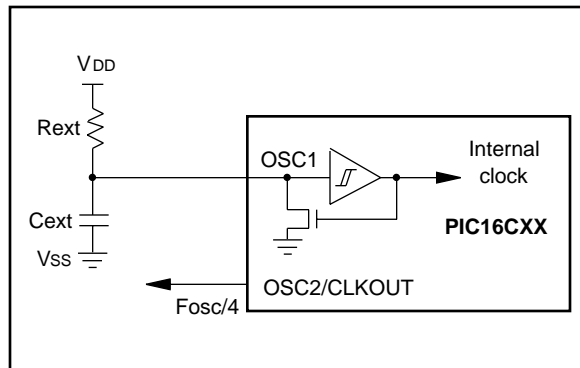 VDD
Rext
Cext
VSS
OSC1
Internal
clock
PIC16CXX
OSC2/CLKOUT
Fosc/4